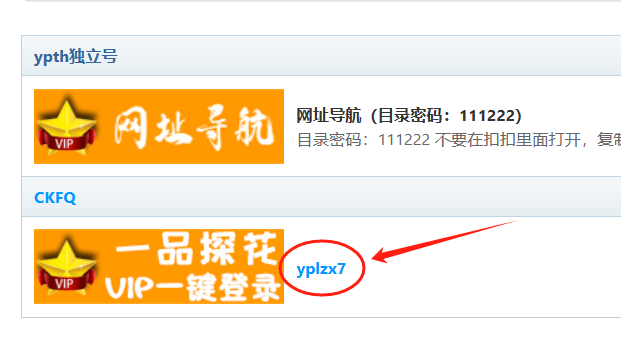 ypth独立号
VIP
网址导航
网址导航（目录密码：111222）
目录密码：111222 不要在扣扣里面打开，复制
CKFQ
一品探花
VIP
VIP一键登录
yplzx7